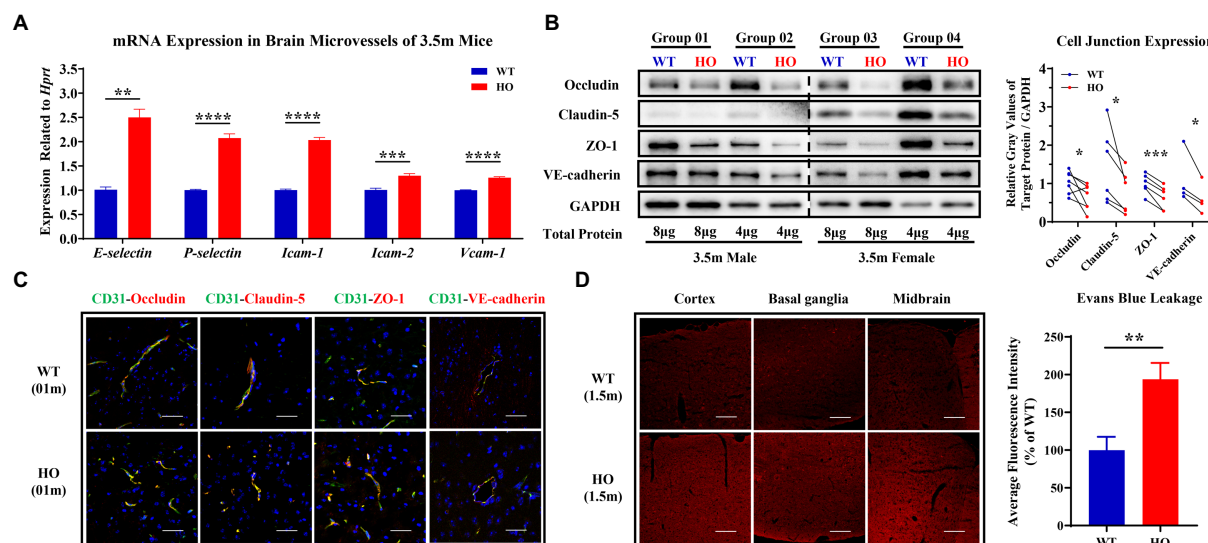 A
mRNA Expression in Brain Microvessels of 3.5m Mice
Expression Related to Hprt
3.5
3.0
2.5
2.0
1.5
1.0
0.5
0.0
WT
HO
**
****
****
***
****
E-selectin P-selectin Icam-1 Icam-2 Vcam-1
B
Group 01 Group 02 Group 03 Group 04
WT HO WT HO WT HO WT HO
Occludin
Claudin-5
ZO-1
VE-cadherin
GAPDH
Total Protein 8μg 8μg 4μg 4μg 8μg 8μg 4μg 4μg
3.5m Male 3.5m Female
Cell Junction Expression
Relative Gray Values of
Target Protein / GAPDH
4
3
2
1
0
WT
HO
*
*
***
*
Occludin
Claudin-5
ZO-1
VE-cadherin
C
CD31-Occludin CD31-Claudin-5 CD31-ZO-1 CD31-VE-cadherin
WT
(01m)
HO
(01m)
D
Cortex Basal ganglia Midbrain
WT
(1.5m)
HO
(1.5m)
Evans Blue Leakage
Average Fluorescence Intensity
(% of WT)
250
200
150
100
50
0
**
WT HO